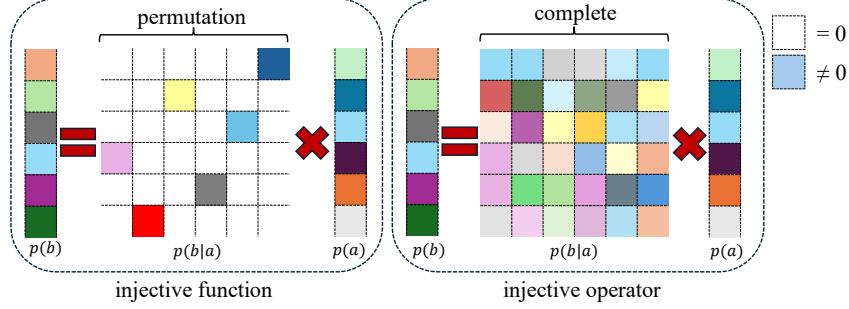 permutation
complete
= 0
≠ 0
p(b)
p(b|a)
p(a)
p(b)
p(b|a)
p(a)
injective function
injective operator